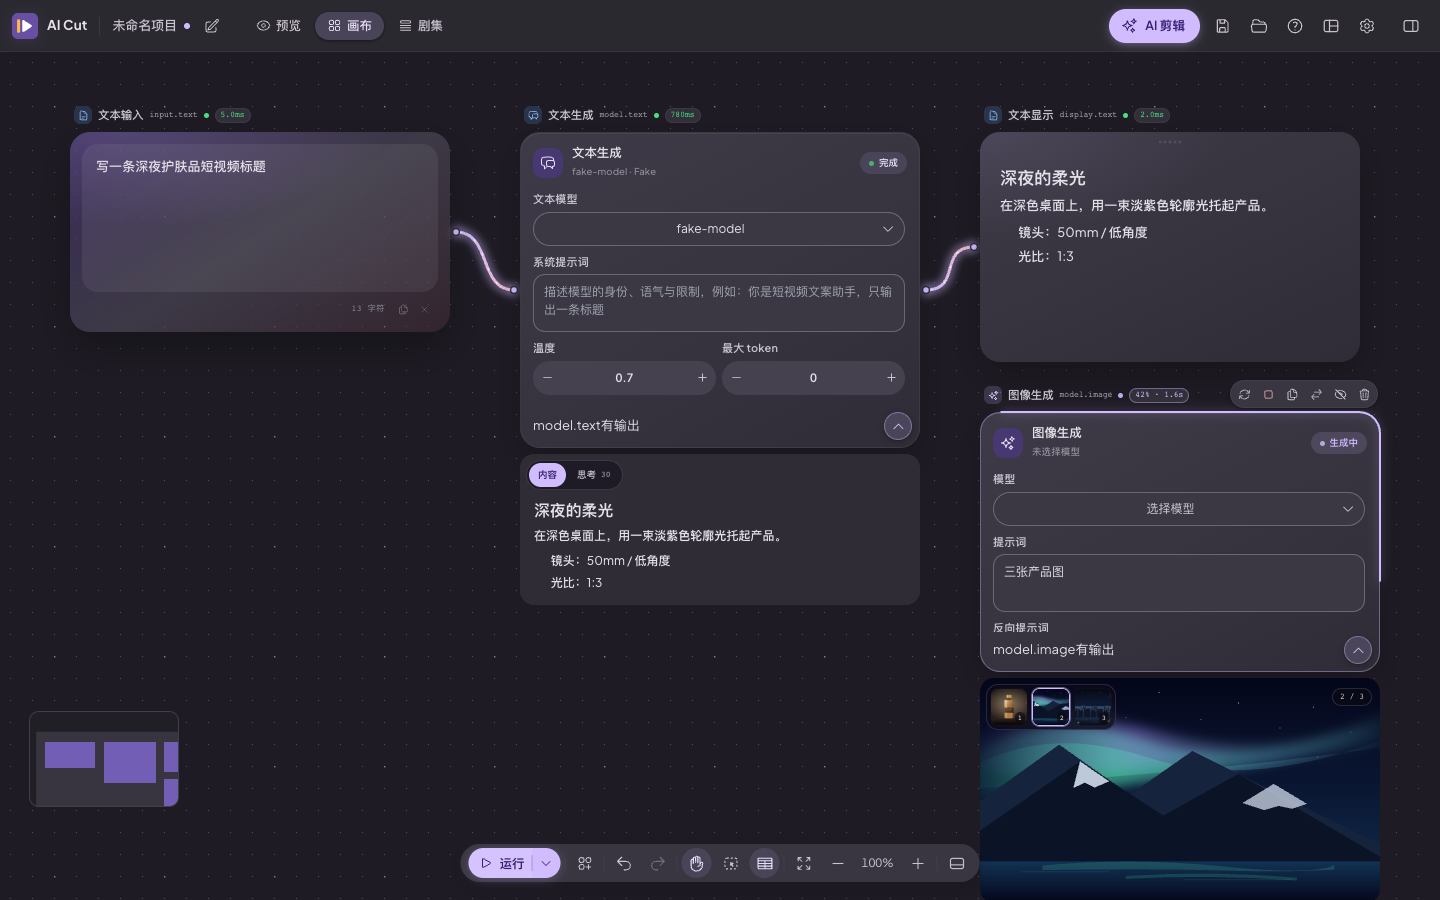 AI Cut
未命名项目
预览
画布
剧集
AI 剪辑
文本输入 input.text 5.0ms
写一条深夜护肤品短视频标题
13 字符
文本生成 model.text 780ms
文本生成
fake-model · Fake
完成
文本模型
fake-model
系统提示词
描述模型的身份、语气与限制，例如：你是短视频文案助手，只输
出一条标题
温度
最大 token
− 0.7 +
− 0 +
model.text有输出
内容
思考 30
深夜的柔光
在深色桌面上，用一束淡紫色轮廓光托起产品。
镜头：50mm / 低角度
光比：1:3
文本显示 display.text 2.0ms
深夜的柔光
在深色桌面上，用一束淡紫色轮廓光托起产品。
镜头：50mm / 低角度
光比：1:3
图像生成 model.image 42% · 1.6s
图像生成
未选择模型
生成中
模型
选择模型
提示词
三张产品图
反向提示词
model.image有输出
1
2
3
2 / 3
运行
100%